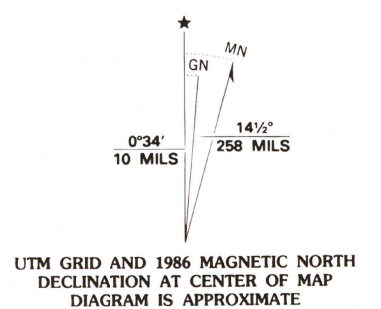 ★
MN
GN
0°34′
10 MILS
14½°
258 MILS
UTM GRID AND 1986 MAGNETIC NORTH
DECLINATION AT CENTER OF MAP
DIAGRAM IS APPROXIMATE